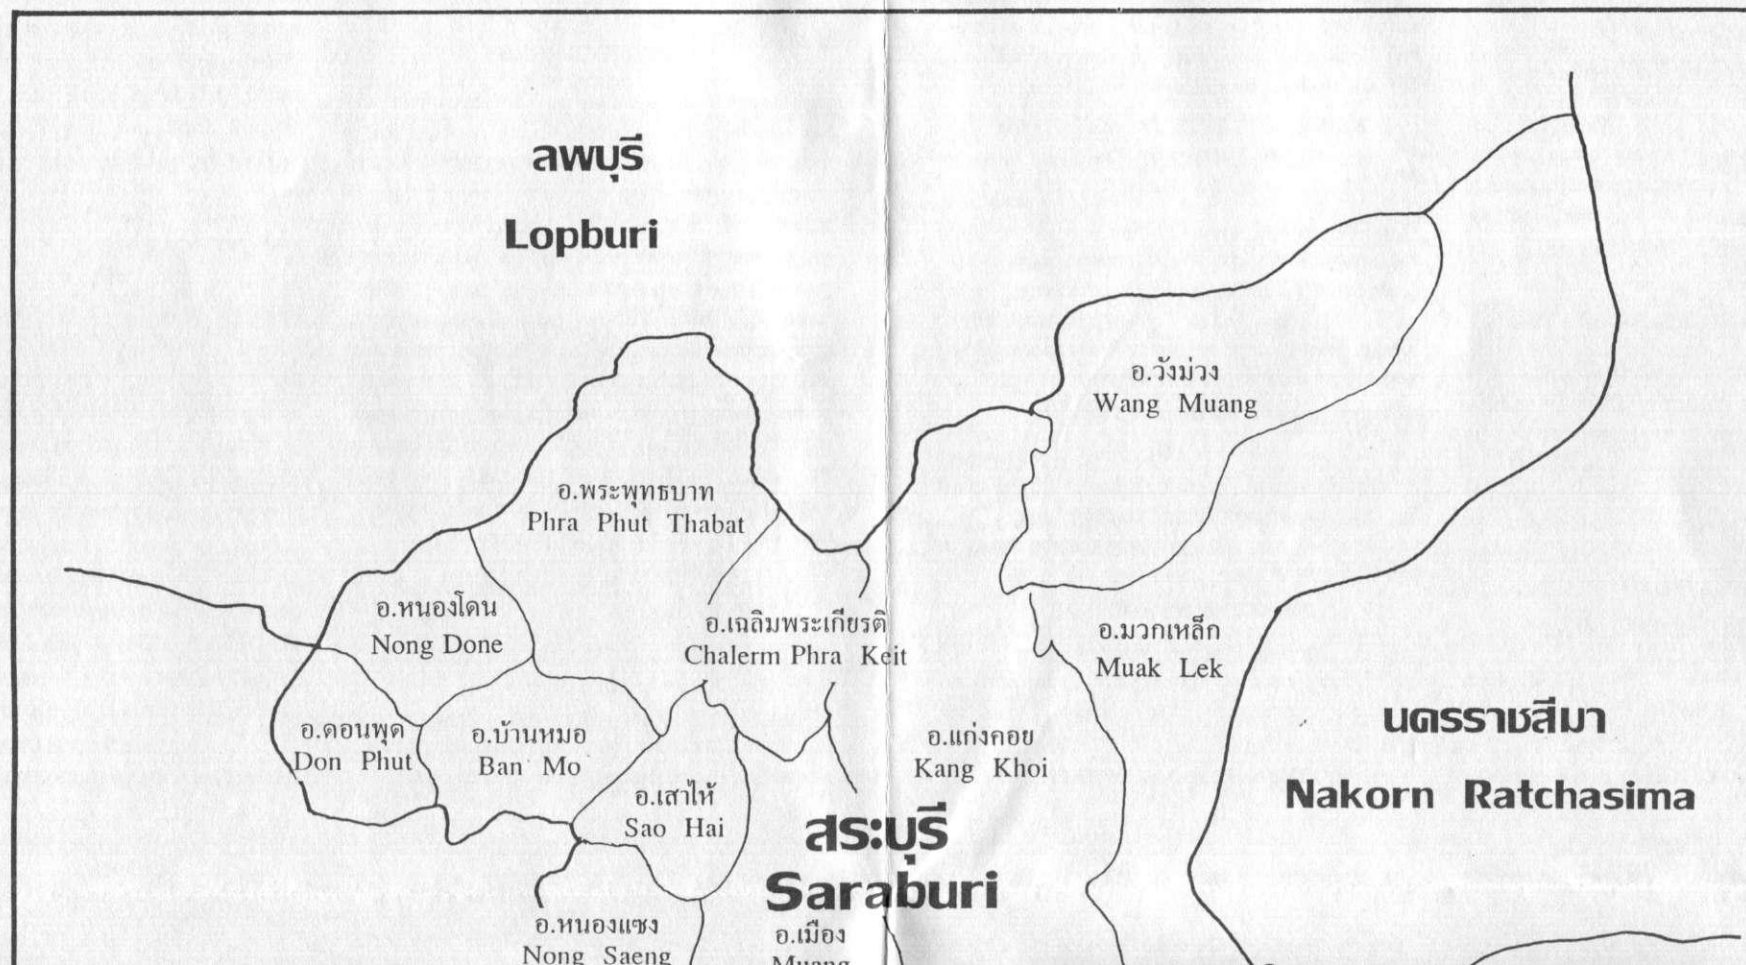 ลพบุรี
Lopburi
อ.วังม่วง
Wang Muang
อ.พระพุทธบาท
Phra Phut Thabat
อ.หนองโดน
Nong Done
อ.เฉลิมพระเกียรติ
Chalerm Phra Keit
อ.มวกเหล็ก
Muak Lek
อ.ดอนพุด
Don Phut
อ.บ้านหมอ
Ban Mo
อ.แก่งคอย
Kang Khoi
นครราชสีมา
Nakorn Ratchasima
อ.เสาไห้
Sao Hai
สระบุรี
Saraburi
อ.หนองแซง
Nong Saeng
อ.เมือง
Muang